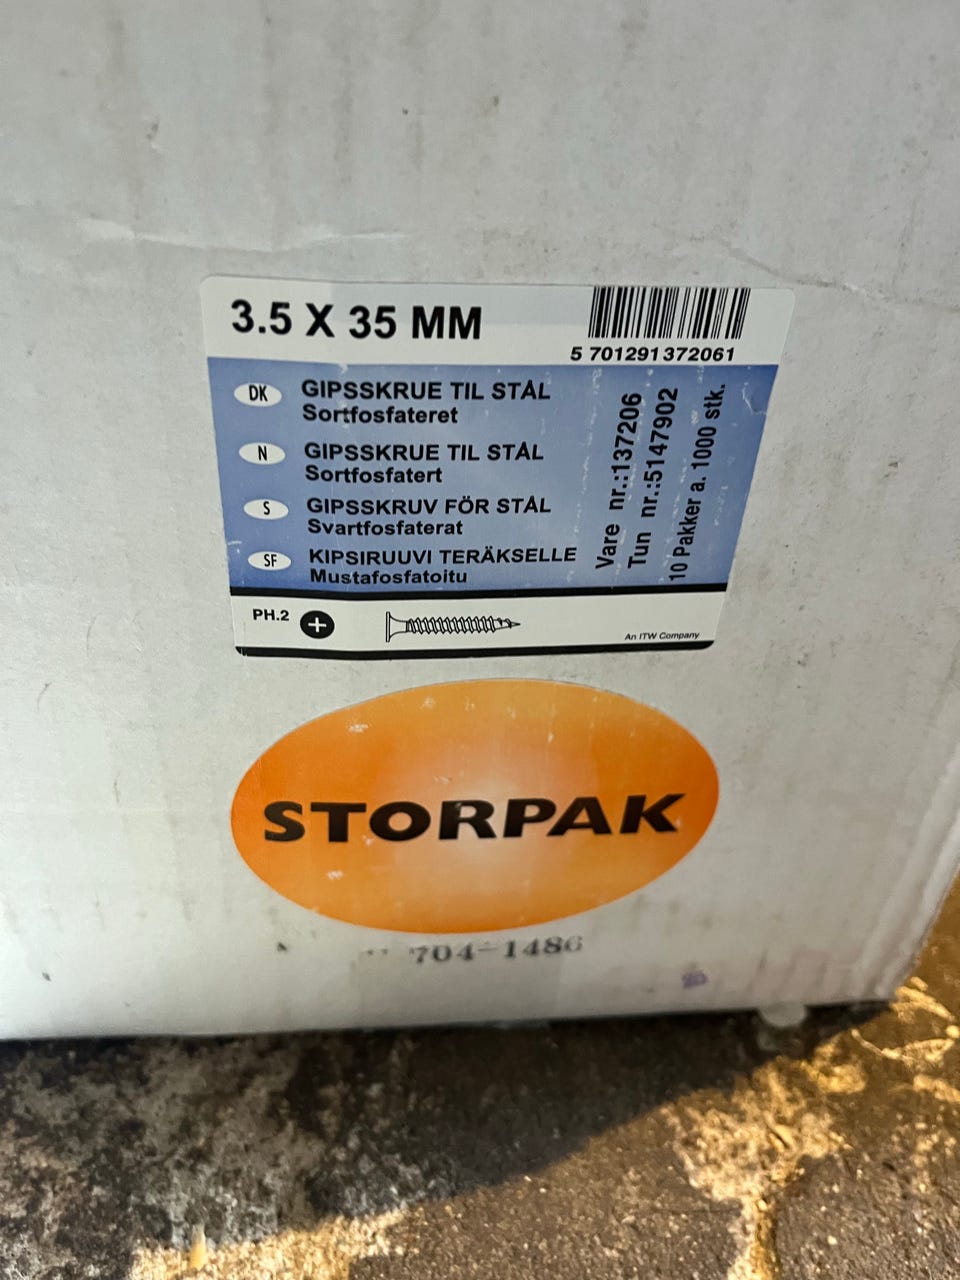 3.5 X 35 MM
5 701291 372061
DK
GIPSSKRUE TIL STÅL
Sortfosfateret
N
GIPSSKRUE TIL STÅL
Sortfosfatert
S
GIPSSKRUV FÖR STÅL
Svartfosfaterat
SF
KIPSIRUUVI TERÄKSELLE
Mustafosfatoitu
Vare nr.:137206
Tun nr.:5147902
10 Pakker a. 1000 stk.
PH.2
An ITW Company
STORPAK
704-1486